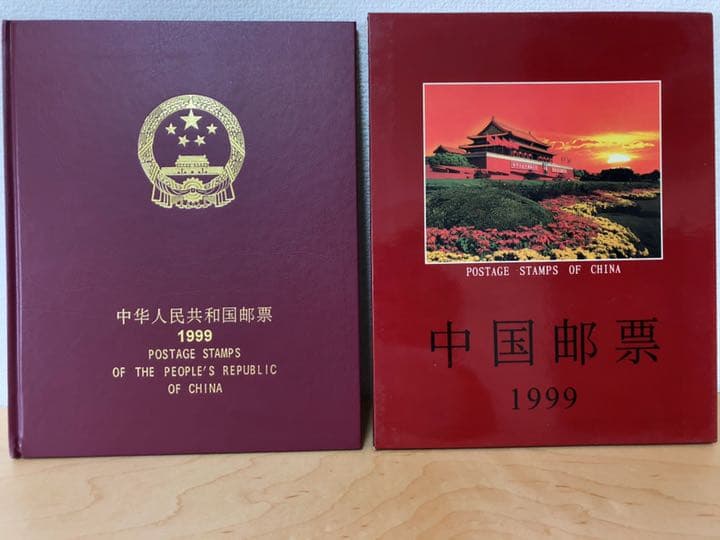 中华人民共和国邮票
1999
POSTAGE STAMPS
OF THE PEOPLE'S REPUBLIC
OF CHINA
POSTAGE STAMPS OF CHINA
中国邮票
1999